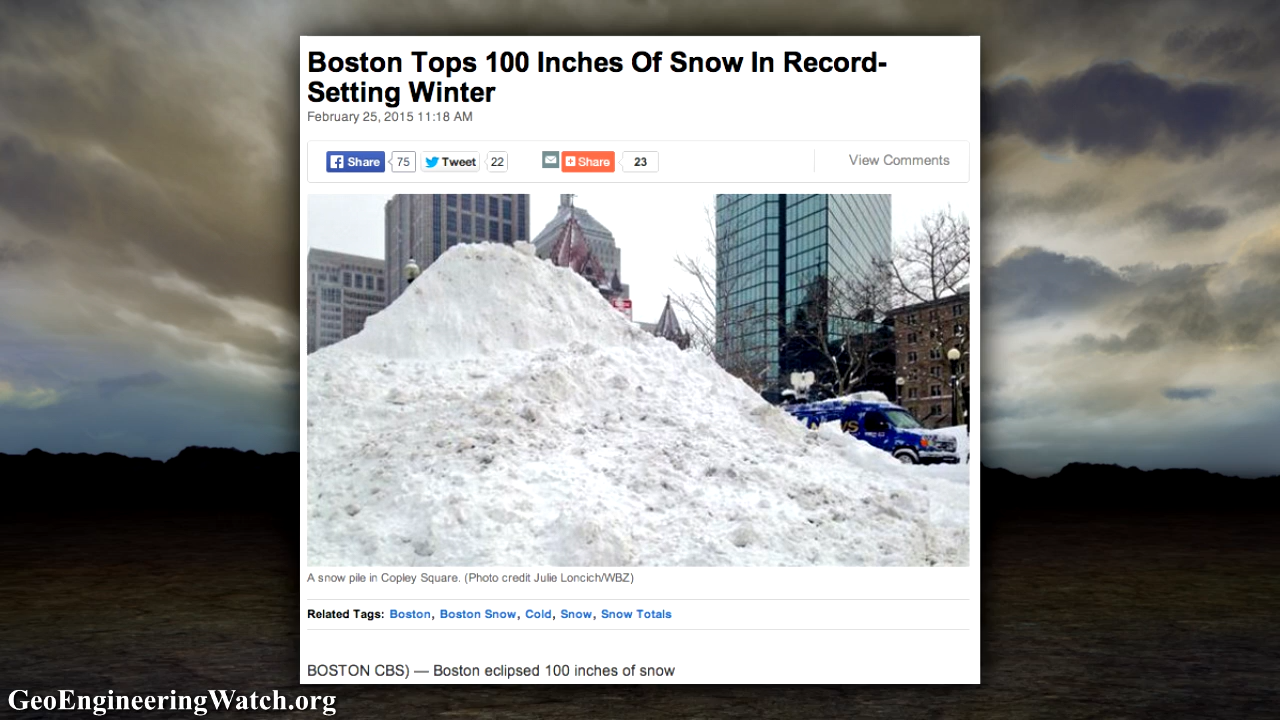 Boston Tops 100 Inches Of Snow In Record-
Setting Winter
February 25, 2015 11:18 AM
Share 75 Tweet 22 Share 23 View Comments
A snow pile in Copley Square. (Photo credit Julie Loncich/WBZ)
Related Tags: Boston, Boston Snow, Cold, Snow, Snow Totals
BOSTON CBS) — Boston eclipsed 100 inches of snow
GeoEngineeringWatch.org